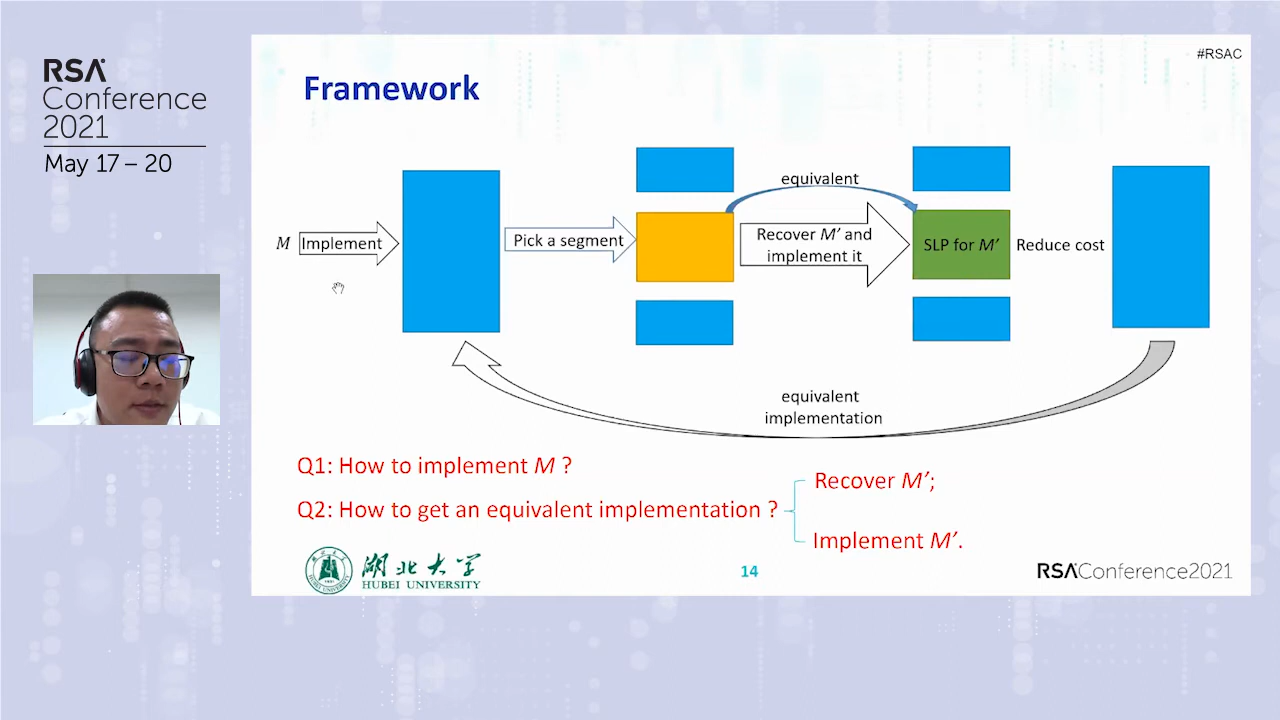 RSA
Conference
2021
May 17 – 20
#RSAC
Framework
M
Implement
Pick a segment
equivalent
Recover M′ and
implement it
SLP for M′
Reduce cost
equivalent
implementation
Q1: How to implement M ?
Q2: How to get an equivalent implementation ?
Recover M′;
Implement M′.
湖北大学
HUBEI UNIVERSITY
14
RSAConference2021